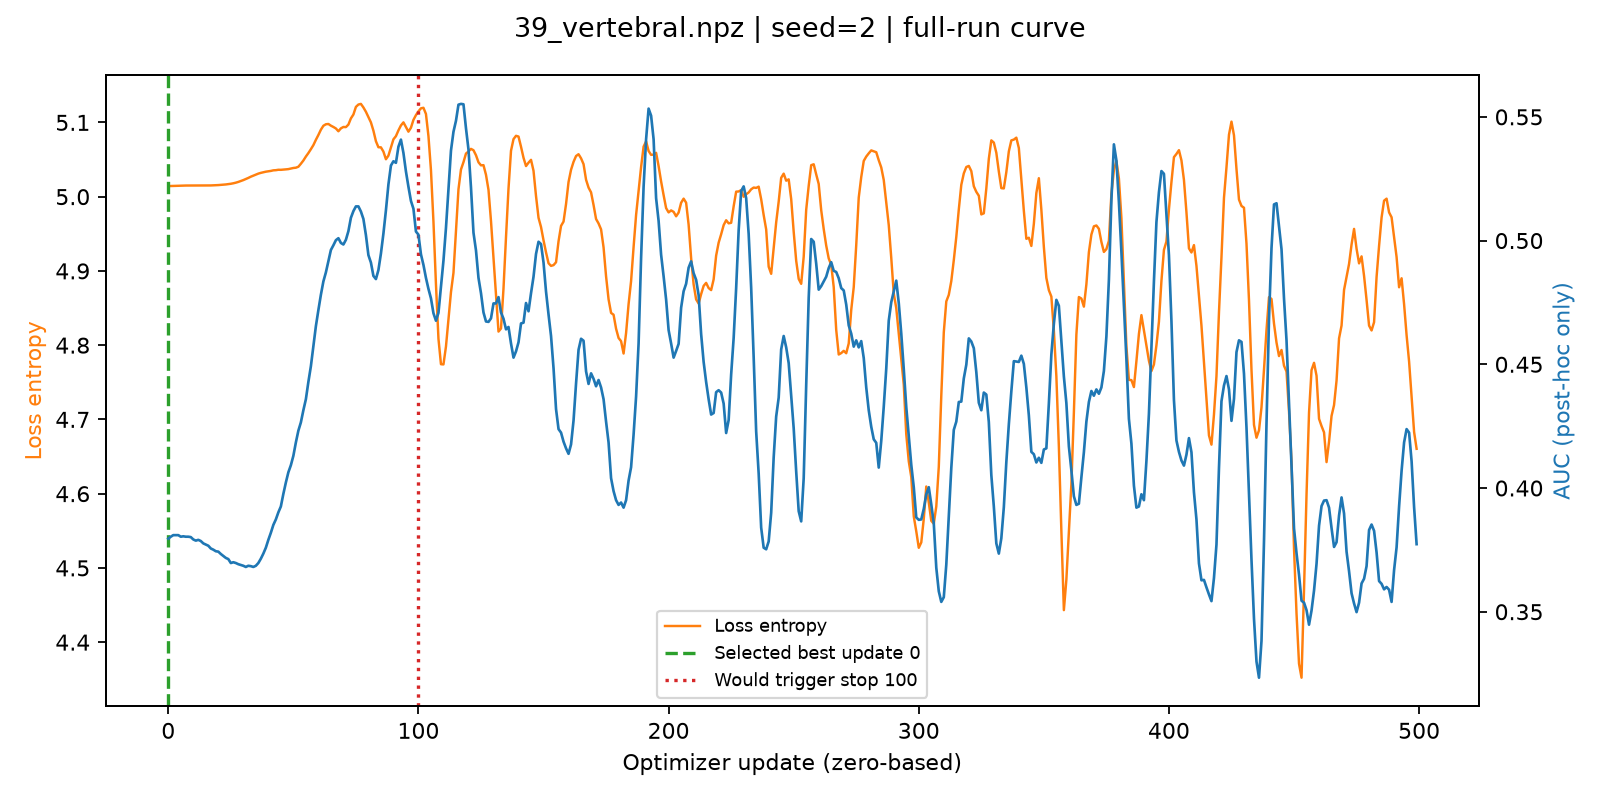 39_vertebral.npz | seed=2 | full-run curve
5.1
5.0
4.9
4.8
4.7
4.6
4.5
4.4
Loss entropy
0.55
0.50
0.45
0.40
0.35
AUC (post-hoc only)
Loss entropy
Selected best update 0
Would trigger stop 100
0
100
200
300
400
500
Optimizer update (zero-based)